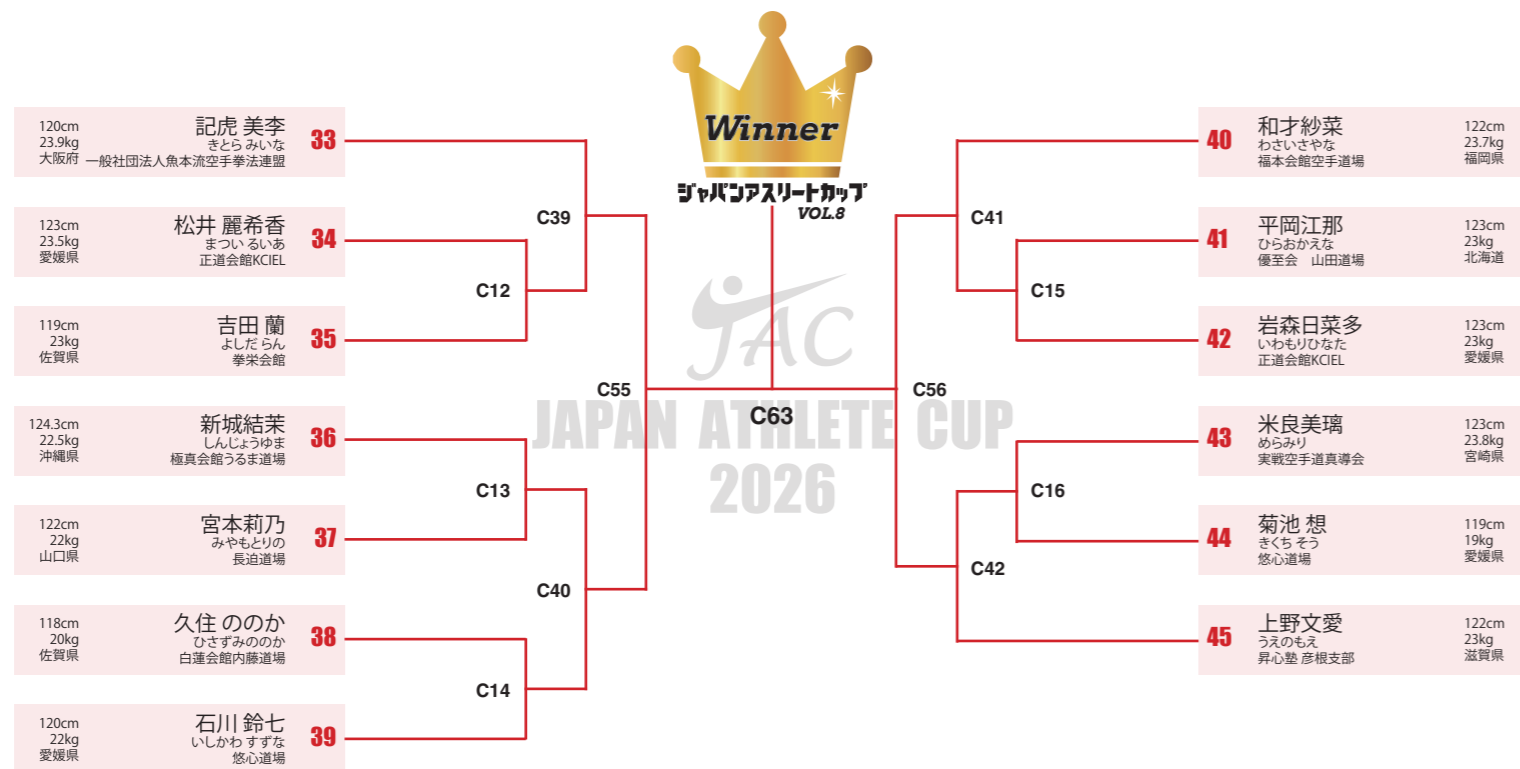 Winner
ジャパンアスリートカップ
VOL.8
JAC
JAPAN ATHLETE CUP
2026
120cm
23.9kg
大阪府
記虎 美李
きとら みいな
一般社団法人魚本流空手拳法連盟
33
123cm
23.5kg
愛媛県
松井 麗希香
まつい るいあ
正道会館KCIEL
34
119cm
23kg
佐賀県
吉田 蘭
よしだ らん
拳栄会館
35
124.3cm
22.5kg
沖縄県
新城結茉
しんじょうゆま
極真会館うるま道場
36
122cm
22kg
山口県
宮本莉乃
みやもとりの
長迫道場
37
118cm
20kg
佐賀県
久住 ののか
ひさずみののか
白蓮会館内藤道場
38
120cm
22kg
愛媛県
石川 鈴七
いしかわ すずな
悠心道場
39
C39
C12
C55
C13
C40
C14
C63
C41
C15
C56
C16
C42
40
和才紗菜
わさいさやな
福本会館空手道場
122cm
23.7kg
福岡県
41
平岡江那
ひらおかえな
優至会　山田道場
123cm
23kg
北海道
42
岩森日菜多
いわもりひなた
正道会館KCIEL
123cm
23kg
愛媛県
43
米良美璃
めらみり
実戦空手道真導会
123cm
23.8kg
宮崎県
44
菊池 想
きくち そう
悠心道場
119cm
19kg
愛媛県
45
上野文愛
うえのもえ
昇心塾 彦根支部
122cm
23kg
滋賀県